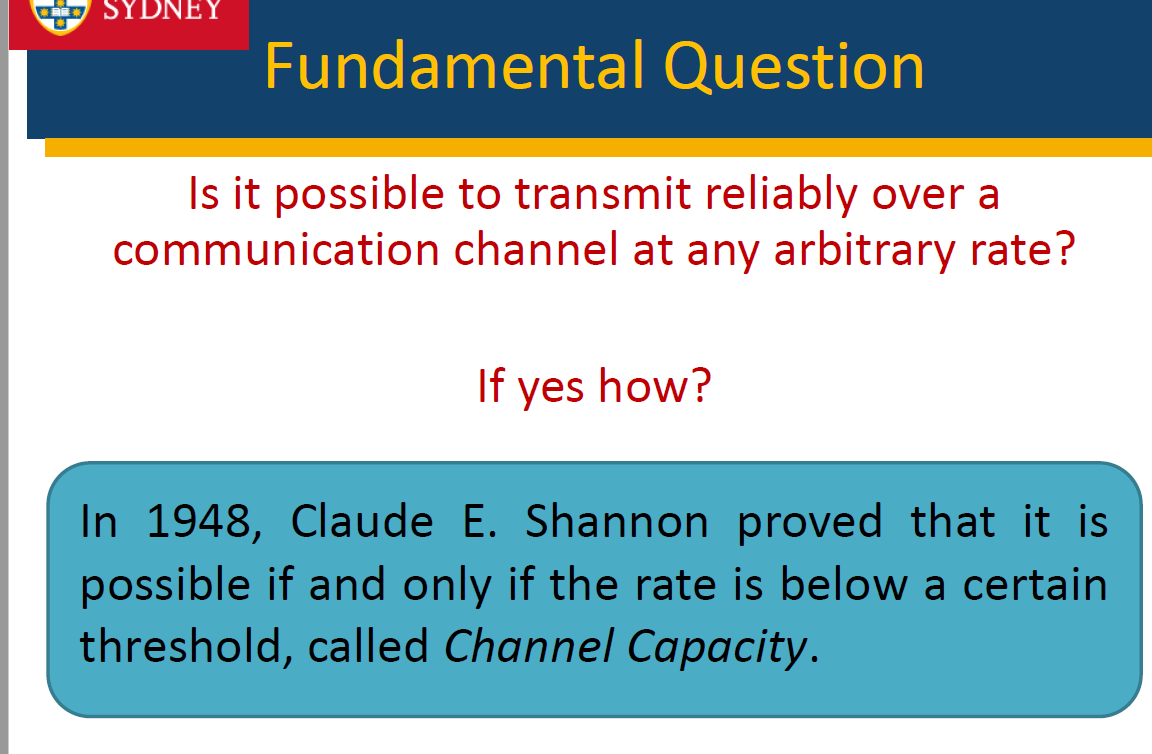 SYDNEY
Fundamental Question
Is it possible to transmit reliably over a
communication channel at any arbitrary rate?
If yes how?
In 1948, Claude E. Shannon proved that it is
possible if and only if the rate is below a certain
threshold, called Channel Capacity.